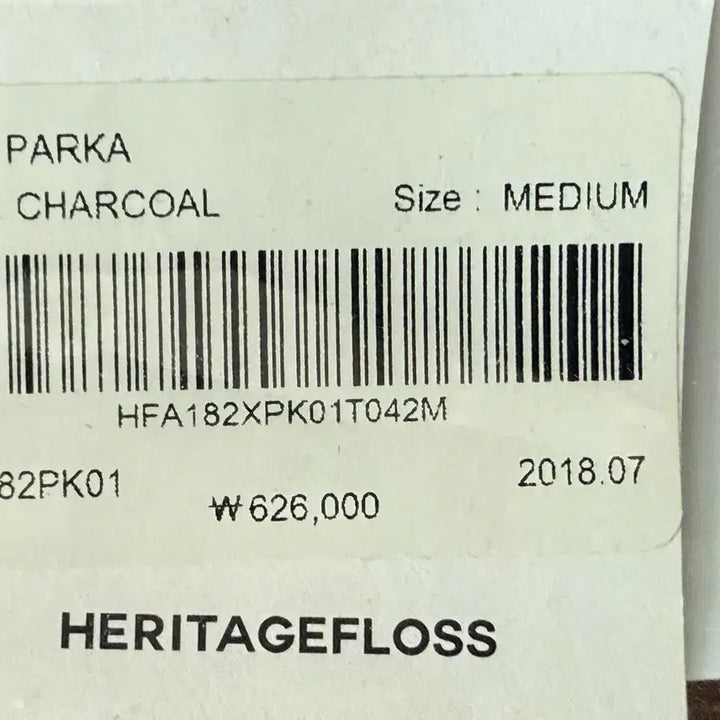 PARKA
CHARCOAL Size : MEDIUM
HFA182XPK01T042M
82PK01 2018.07
₩626,000
HERITAGEFLOSS